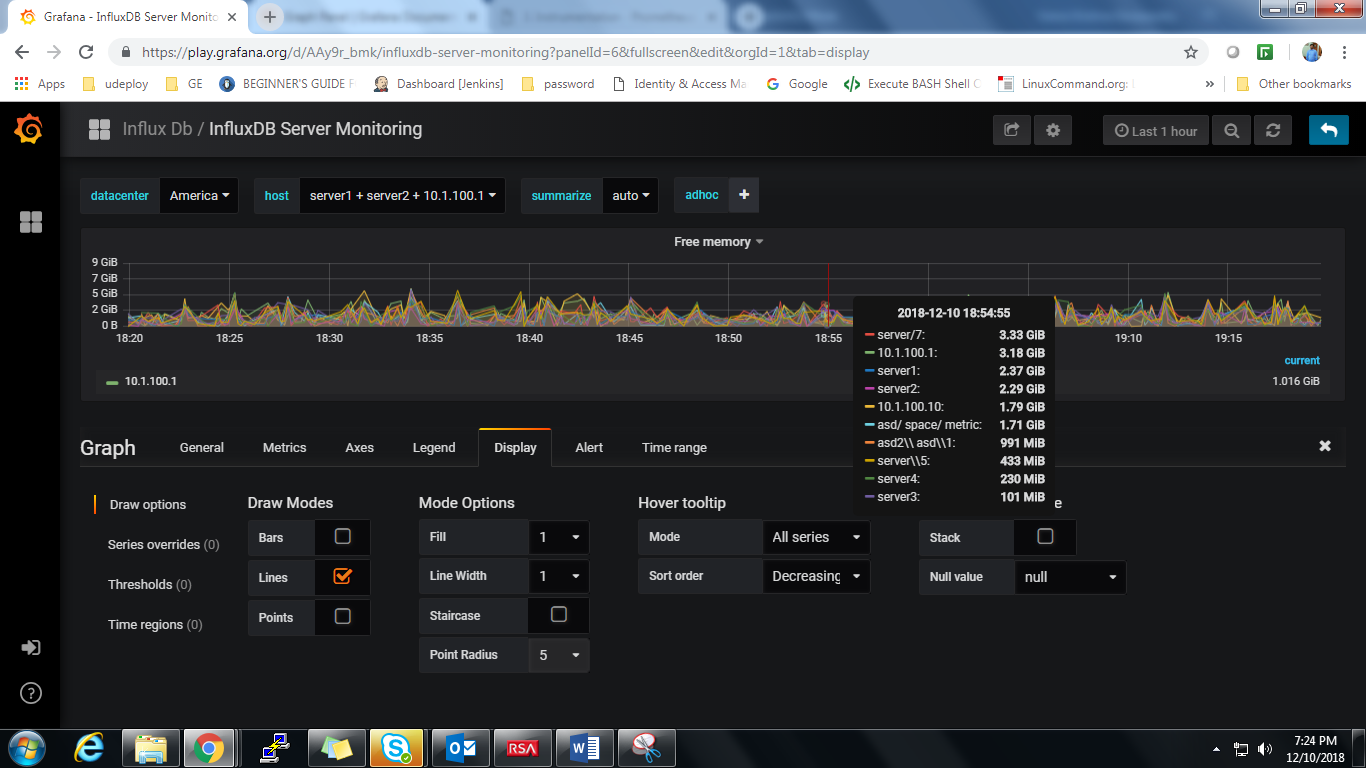 Grafana - InfluxDB Server Monito
https://play.grafana.org/d/AAy9r_bmk/influxdb-server-monitoring?panelId=6&fullscreen&edit&orgId=1&tab=display
Apps udeploy GE BEGINNER'S GUIDE F Dashboard [Jenkins] password Identity & Access Ma Google Execute BASH Shell C LinuxCommand.org: » Other bookmarks
Influx Db / InfluxDB Server Monitoring
Last 1 hour
datacenter America host server1 + server2 + 10.1.100.1 summarize auto adhoc +
Free memory
9 GiB
7 GiB
5 GiB
2 GiB
0 B
18:20 18:25 18:30 18:35 18:40 18:45 18:50 18:55 19:10 19:15
current
10.1.100.1 1.016 GiB
2018-12-10 18:54:55
server/7: 3.33 GiB
10.1.100.1: 3.18 GiB
server1: 2.37 GiB
server2: 2.29 GiB
10.1.100.10: 1.79 GiB
asd/ space/ metric: 1.71 GiB
asd2\\ asd\\1: 991 MiB
server\\5: 433 MiB
server4: 230 MiB
server3: 101 MiB
Graph General Metrics Axes Legend Display Alert Time range
Draw options
Series overrides (0)
Thresholds (0)
Time regions (0)
Draw Modes
Bars
Lines
Points
Mode Options
Fill 1
Line Width 1
Staircase
Point Radius 5
Hover tooltip
Mode All series
Sort order Decreasing
Stack
Null value null
RSA
7:24 PM
12/10/2018